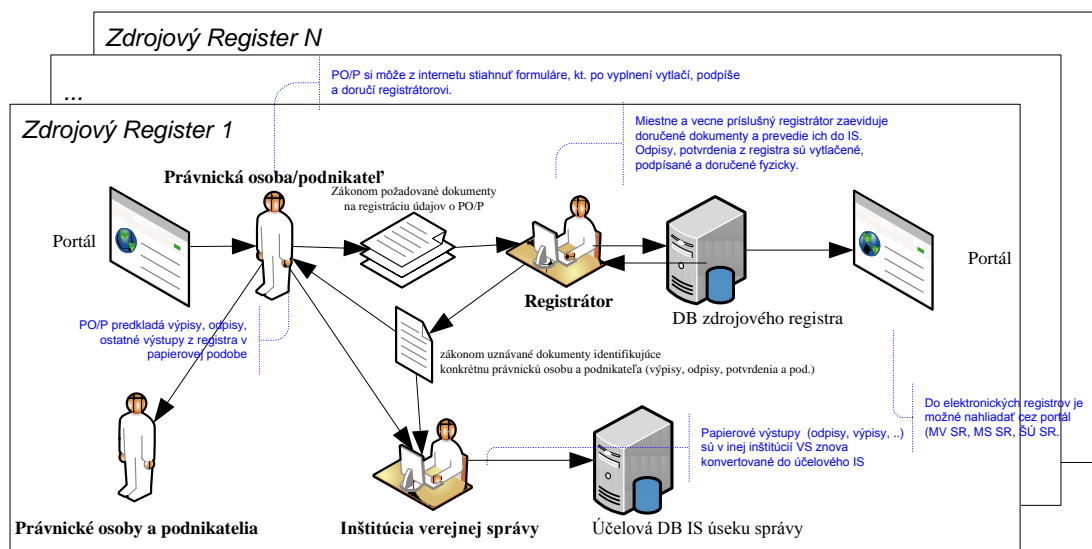 Zdrojový Register N
...
PO/P si môže z internetu stiahnuť formuláre, kt. po vyplnení vytlačí, podpíše
a doručí registrátorovi.
Zdrojový Register 1
Miestne a vecne príslušný registrátor zaeviduje
doručené dokumenty a prevedie ich do IS.
Odpisy, potvrdenia z registra sú vytlačené,
podpísané a doručené fyzicky.
Právnická osoba/podnikateľ
Zákonom požadované dokumenty
na registráciu údajov o PO/P
Portál
Portál
Registrátor
DB zdrojového registra
PO/P predkladá výpisy, odpisy,
ostatné výstupy z registra v
papierovej podobe
zákonom uznávané dokumenty identifikujúce
konkrétnu právnickú osobu a podnikateľa (výpisy, odpisy, potvrdenia a pod.)
Do elektronických registrov je
možné nahliadať cez portál
(MV SR, MS SR, ŠÚ SR.
Papierové výstupy (odpisy, výpisy, ..)
sú v inej inštitúcií VS znova
konvertované do účelového IS
Právnické osoby a podnikatelia
Inštitúcia verejnej správy
Účelová DB IS úseku správy